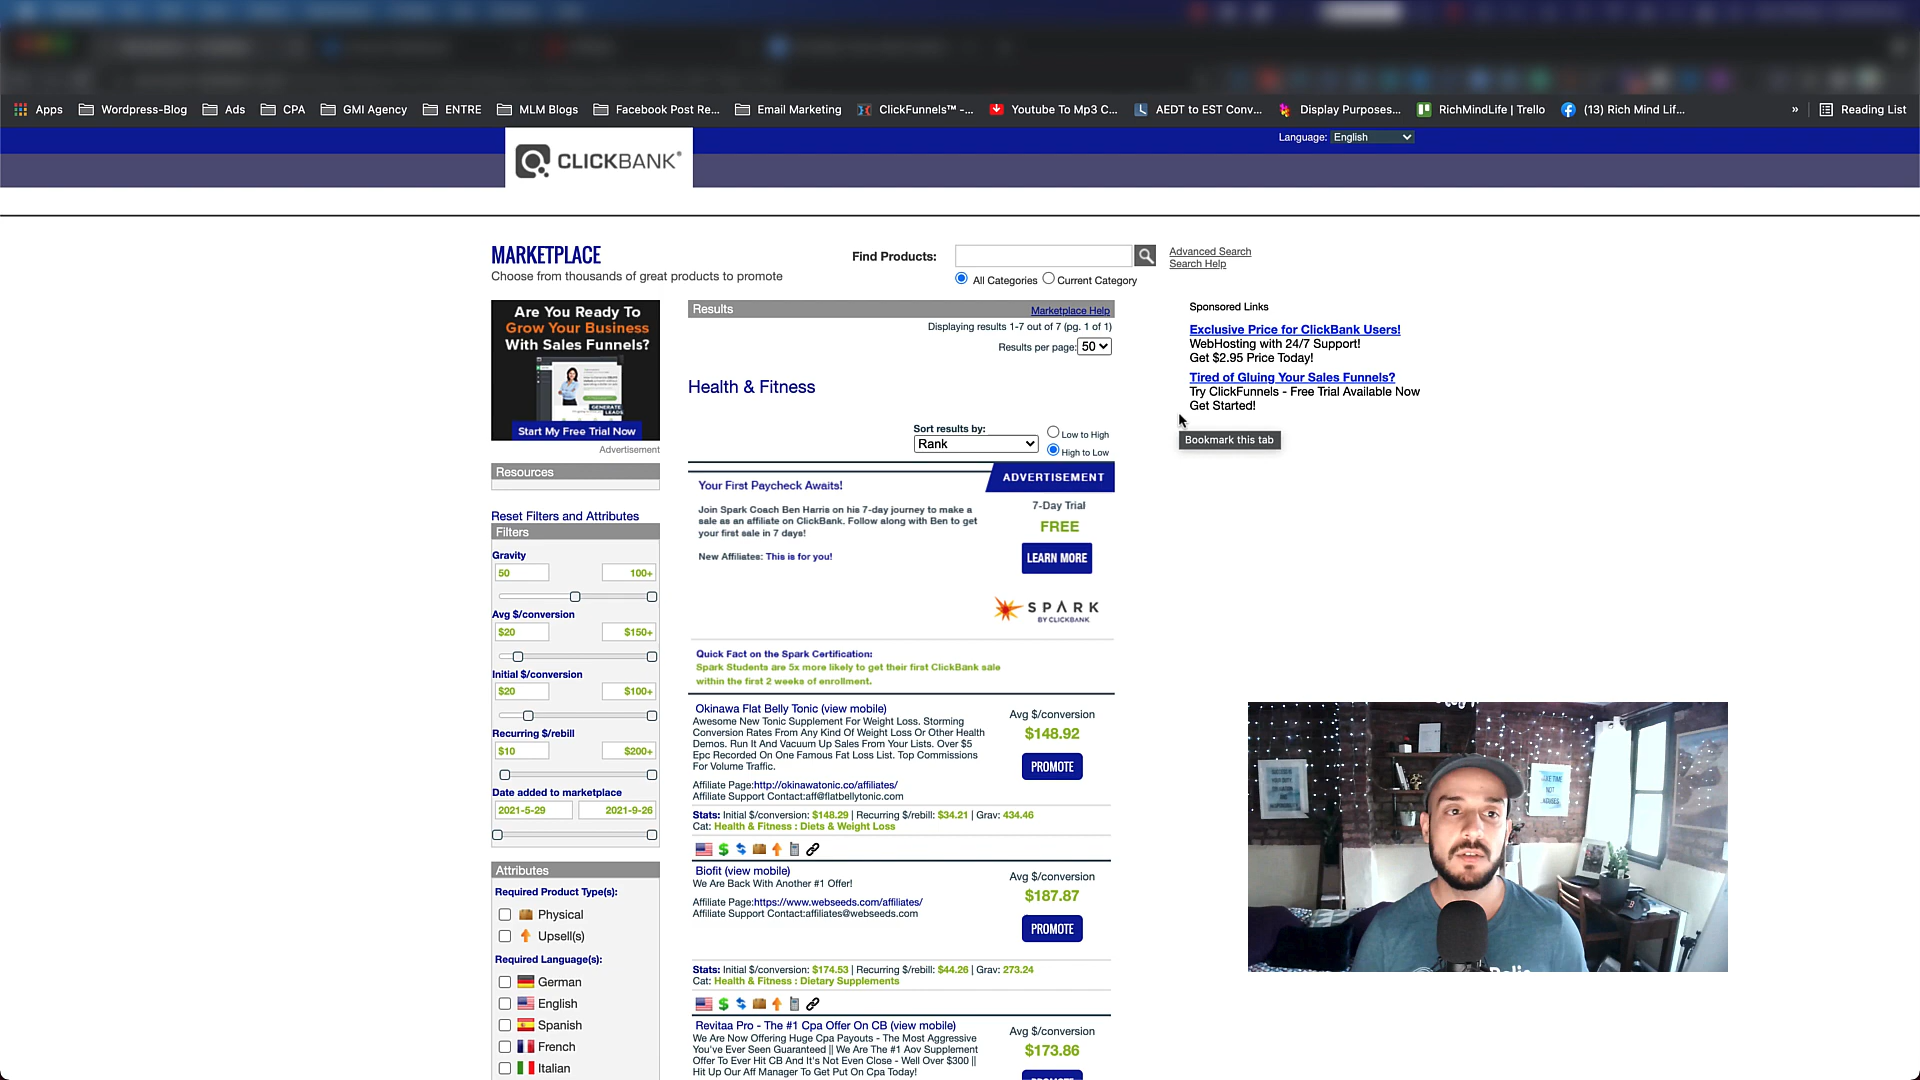 Apps
Wordpress-Blog
Ads
CPA
GMI Agency
ENTRE
MLM Blogs
Facebook Post Re...
Email Marketing
ClickFunnels™ -...
Youtube To Mp3 C...
AEDT to EST Conv...
Display Purposes...
RichMindLife | Trello
(13) Rich Mind Lif...
»
Reading List
Language: English
CLICKBANK®
MARKETPLACE
Choose from thousands of great products to promote
Find Products:
Advanced Search
Search Help
All Categories
Current Category
Are You Ready To
Grow Your Business
With Sales Funnels?
GENERATE
LEADS
Start My Free Trial Now
Advertisement
Resources
Reset Filters and Attributes
Filters
Gravity
50
100+
Avg $/conversion
$20
$150+
Initial $/conversion
$20
$100+
Recurring $/rebill
$10
$200+
Date added to marketplace
2021-5-29
2021-9-26
Attributes
Required Product Type(s):
Physical
Upsell(s)
Required Language(s):
German
English
Spanish
French
Italian
Results
Marketplace Help
Displaying results 1-7 out of 7 (pg. 1 of 1)
Results per page: 50
Health & Fitness
Sort results by:
Rank
Low to High
High to Low
ADVERTISEMENT
Your First Paycheck Awaits!
Join Spark Coach Ben Harris on his 7-day journey to make a
sale as an affiliate on ClickBank. Follow along with Ben to get
your first sale in 7 days!
New Affiliates: This is for you!
7-Day Trial
FREE
LEARN MORE
SPARK
BY CLICKBANK
Quick Fact on the Spark Certification:
Spark Students are 5x more likely to get their first ClickBank sale
within the first 2 weeks of enrollment.
Okinawa Flat Belly Tonic (view mobile)
Awesome New Tonic Supplement For Weight Loss. Storming
Conversion Rates From Any Kind Of Weight Loss Or Other Health
Demos. Run It And Vacuum Up Sales From Your Lists. Over $5
Epc Recorded On One Famous Fat Loss List. Top Commissions
For Volume Traffic.
Affiliate Page:http://okinawatonic.co/affiliates/
Affiliate Support Contact:aff@flatbellytonic.com
Avg $/conversion
$148.92
PROMOTE
Stats: Initial $/conversion: $148.29 | Recurring $/rebill: $34.21 | Grav: 434.46
Cat: Health & Fitness : Diets & Weight Loss
Biofit (view mobile)
We Are Back With Another #1 Offer!
Affiliate Page:https://www.webseeds.com/affiliates/
Affiliate Support Contact:affiliates@webseeds.com
Avg $/conversion
$187.87
PROMOTE
Stats: Initial $/conversion: $174.53 | Recurring $/rebill: $44.26 | Grav: 273.24
Cat: Health & Fitness : Dietary Supplements
Revitaa Pro - The #1 Cpa Offer On CB (view mobile)
We Are Now Offering Huge Cpa Payouts - The Most Aggressive
You've Ever Seen Guaranteed || We Are The #1 Aov Supplement
Offer To Ever Hit CB And It's Not Even Close - Well Over $300 ||
Hit Up Our Aff Manager To Get Put On Cpa Today!
Avg $/conversion
$173.86
PROMOTE
Sponsored Links
Exclusive Price for ClickBank Users!
WebHosting with 24/7 Support!
Get $2.95 Price Today!
Tired of Gluing Your Sales Funnels?
Try ClickFunnels - Free Trial Available Now
Get Started!
Bookmark this tab